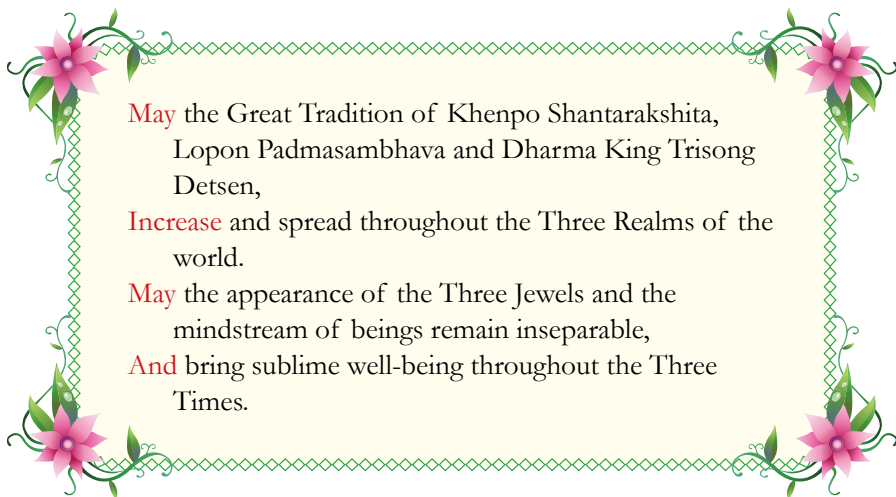 May the Great Tradition of Khenpo Shantarakshita,
Lopon Padmasambhava and Dharma King Trisong
Detsen,
Increase and spread throughout the Three Realms of the
world.
May the appearance of the Three Jewels and the
mindstream of beings remain inseparable,
And bring sublime well-being throughout the Three
Times.